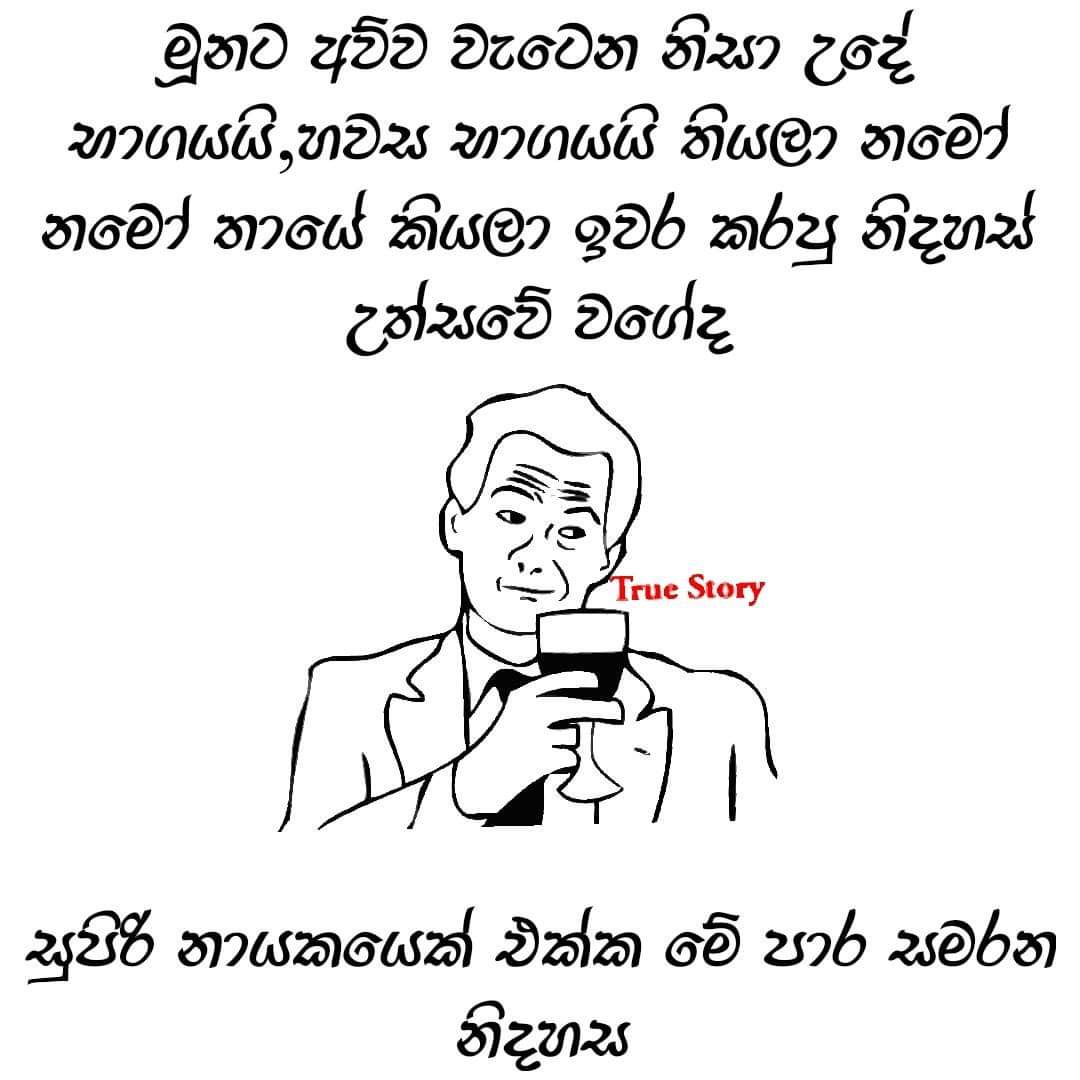 මූනට අව්ව වැටෙන නිසා උදේ
භාගයයි,හවස භාගයයි තියලා නමෝ
නමෝ තායේ කියලා ඉවර කරපු නිදහස්
උත්සවේ වගේද
True Story
සුපිරි නායකයෙක් එක්ක මේ පාර සමරන
නිදහස